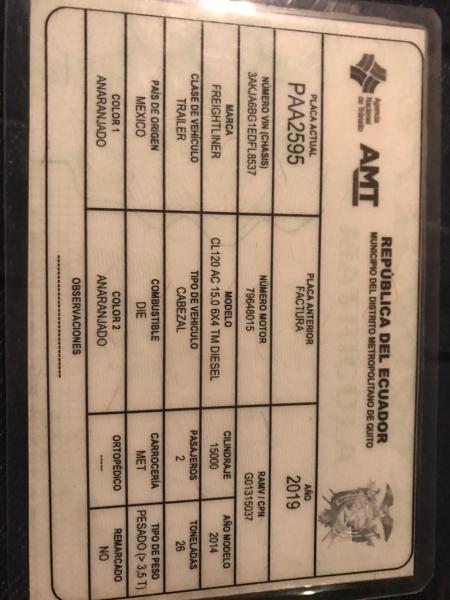 REPÚBLICA DEL ECUADOR
MUNICIPIO DEL DISTRITO METROPOLITANO DE QUITO
Agencia
Nacional
de Tránsito
AMT
PLACA ACTUAL PLACA ANTERIOR AÑO
PAA2595 FACTURA 2019
NÚMERO VIN (CHASIS) NÚMERO MOTOR RAMV / CPN
3AKJA6BG1EDFL8537 79648015 G01315037
MARCA MODELO CILINDRAJE AÑO MODELO
FREIGHTLINER CL120 AC 15.0 6X4 TM DIESEL 15000 2014
CLASE DE VEHÍCULO TIPO DE VEHÍCULO PASAJEROS TONELADAS
TRAILER CABEZAL 2 26
PAÍS DE ORIGEN COMBUSTIBLE CARROCERÍA TIPO DE PESO
MEXICO DIE MET PESADO (> 3,5 T)
COLOR 1 COLOR 2 ORTOPÉDICO REMARCADO
ANARANJADO ANARANJADO ---- NO
OBSERVACIONES